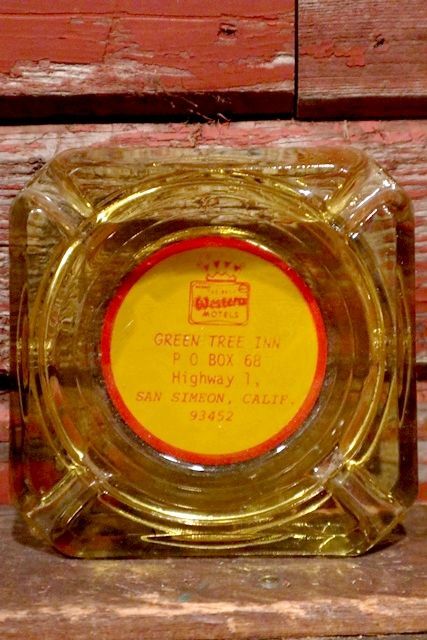 Western
MOTELS
GREEN TREE INN
P O BOX 68
Highway 1,
SAN SIMEON, CALIF.
93452